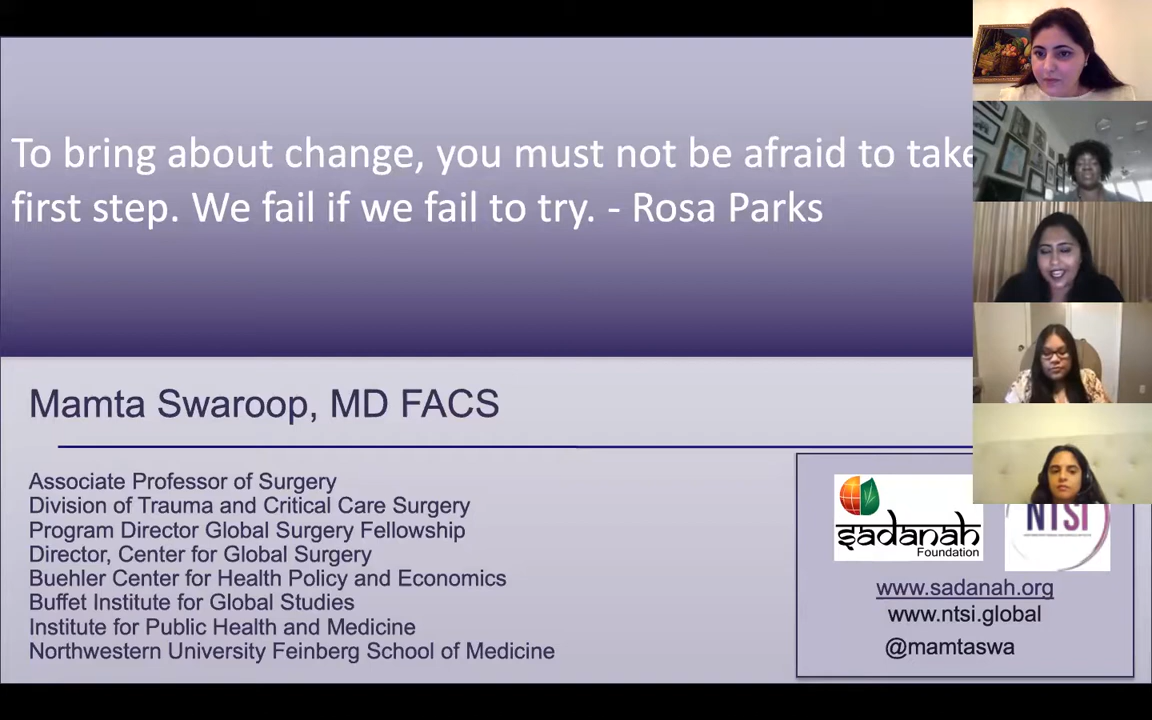 To bring about change, you must not be afraid to take
first step. We fail if we fail to try. - Rosa Parks
Mamta Swaroop, MD FACS
Associate Professor of Surgery
Division of Trauma and Critical Care Surgery
Program Director Global Surgery Fellowship
Director, Center for Global Surgery
Buehler Center for Health Policy and Economics
Buffet Institute for Global Studies
Institute for Public Health and Medicine
Northwestern University Feinberg School of Medicine
sadanah
Foundation
NTSI
www.sadanah.org
www.ntsi.global
@mamtaswa